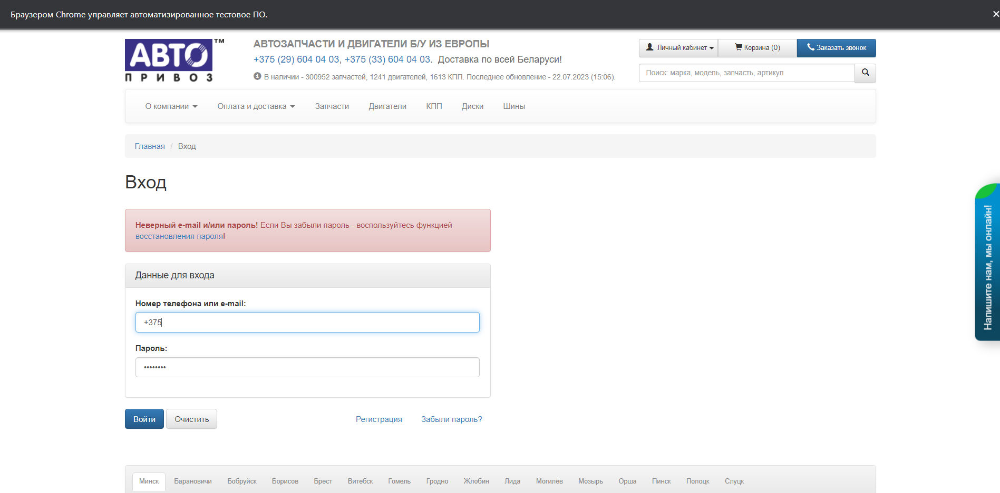 Браузером Chrome управляет автоматизированное тестовое ПО.
АВТО™
ПРИВОЗ
АВТОЗАПЧАСТИ И ДВИГАТЕЛИ Б/У ИЗ ЕВРОПЫ
+375 (29) 604 04 03, +375 (33) 604 04 03. Доставка по всей Беларуси!
В наличии - 300952 запчастей, 1241 двигателей, 1613 КПП. Последнее обновление - 22.07.2023 (15:06).
Личный кабинет
Корзина (0)
Заказать звонок
Поиск: марка, модель, запчасть, артикул
О компании
Оплата и доставка
Запчасти
Двигатели
КПП
Диски
Шины
Главная / Вход
Вход
Неверный e-mail и/или пароль! Если Вы забыли пароль - воспользуйтесь функцией
восстановления пароля!
Данные для входа
Номер телефона или e-mail:
+375
Пароль:
••••••••
Войти
Очистить
Регистрация
Забыли пароль?
Напишите нам, мы онлайн!
Минск
Барановичи
Бобруйск
Борисов
Брест
Витебск
Гомель
Гродно
Жлобин
Лида
Могилёв
Мозырь
Орша
Пинск
Полоцк
Слуцк